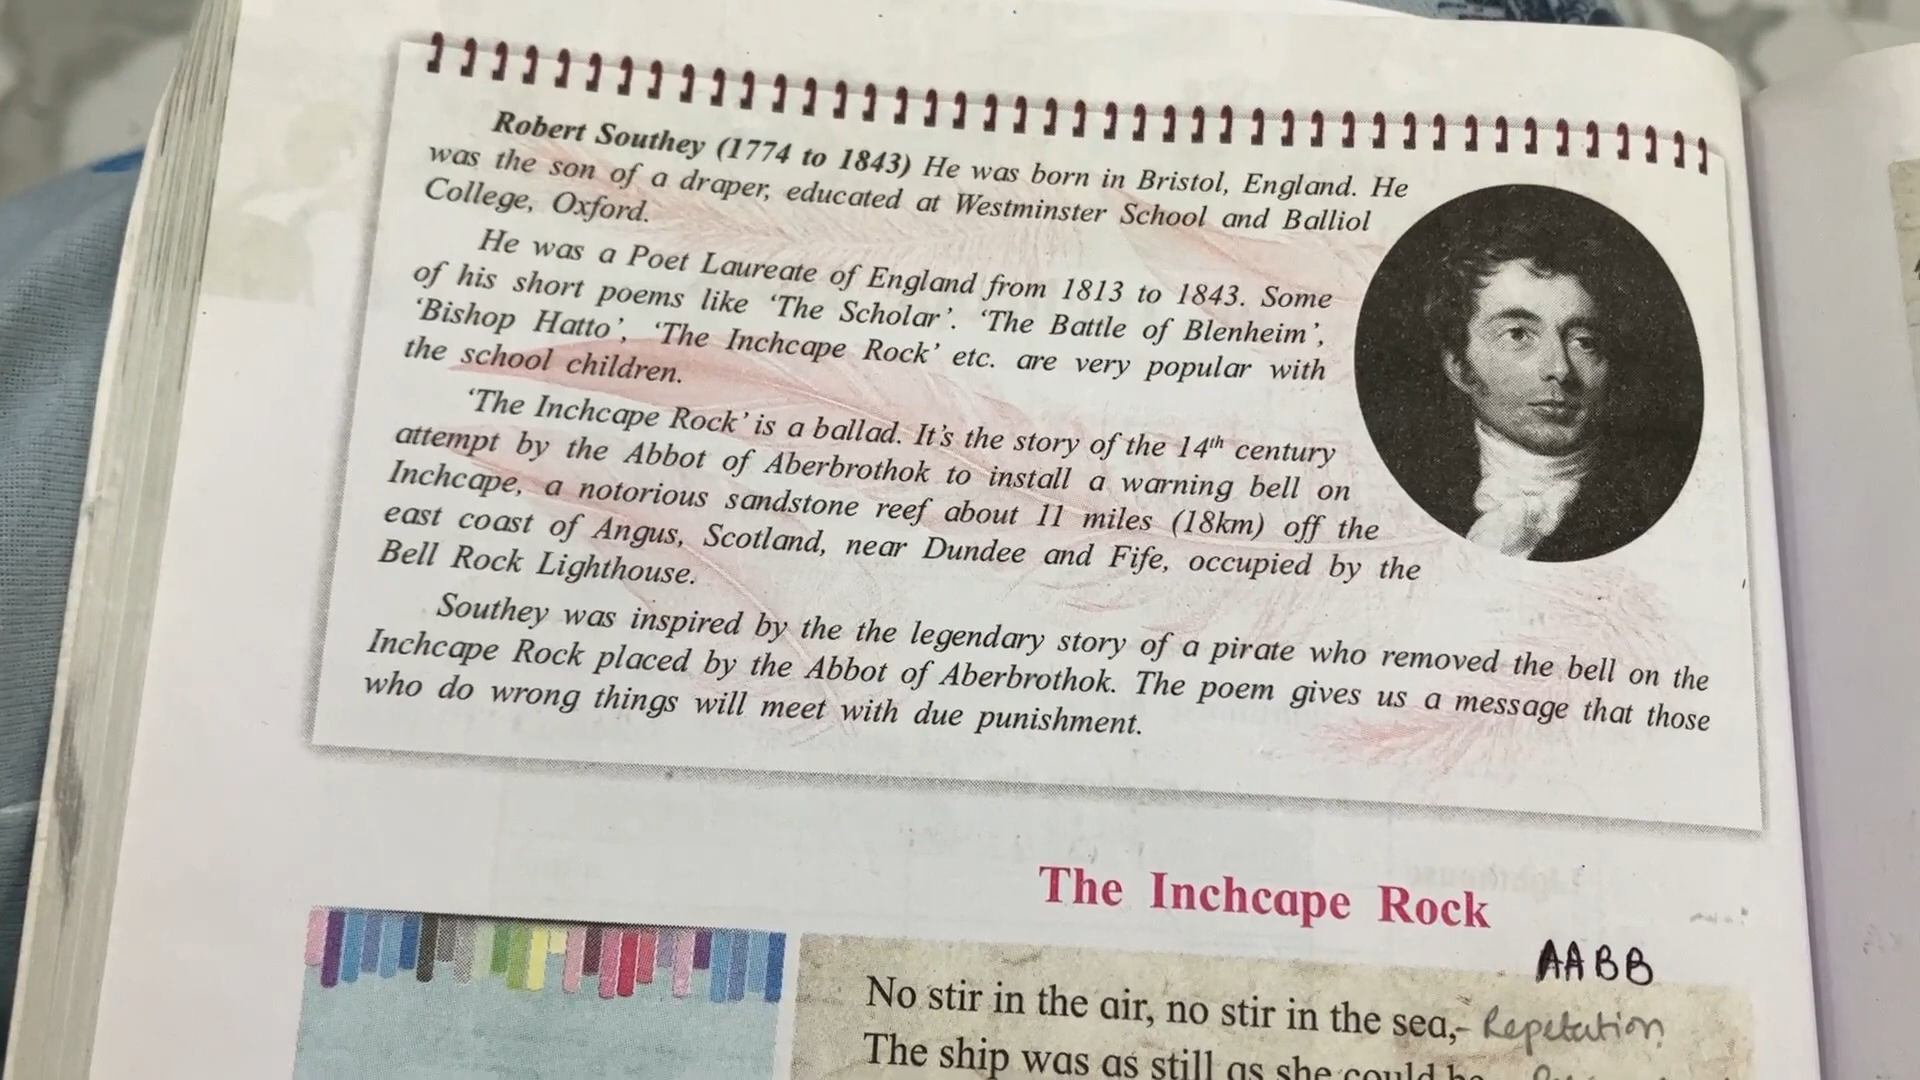 Robert Southey (1774 to 1843) He was born in Bristol, England. He
was the son of a draper, educated at Westminster School and Balliol
College, Oxford.
He was a Poet Laureate of England from 1813 to 1843. Some
of his short poems like 'The Scholar'. 'The Battle of Blenheim',
'Bishop Hatto', 'The Inchcape Rock' etc. are very popular with
the school children.
'The Inchcape Rock' is a ballad. It's the story of the 14th century
attempt by the Abbot of Aberbrothok to install a warning bell on
Inchcape, a notorious sandstone reef about 11 miles (18km) off the
east coast of Angus, Scotland, near Dundee and Fife, occupied by the
Bell Rock Lighthouse.
Southey was inspired by the the legendary story of a pirate who removed the bell on the
Inchcape Rock placed by the Abbot of Aberbrothok. The poem gives us a message that those
who do wrong things will meet with due punishment.
The Inchcape Rock
AABB
No stir in the air, no stir in the sea,- Repetation
The ship was as still as she could be